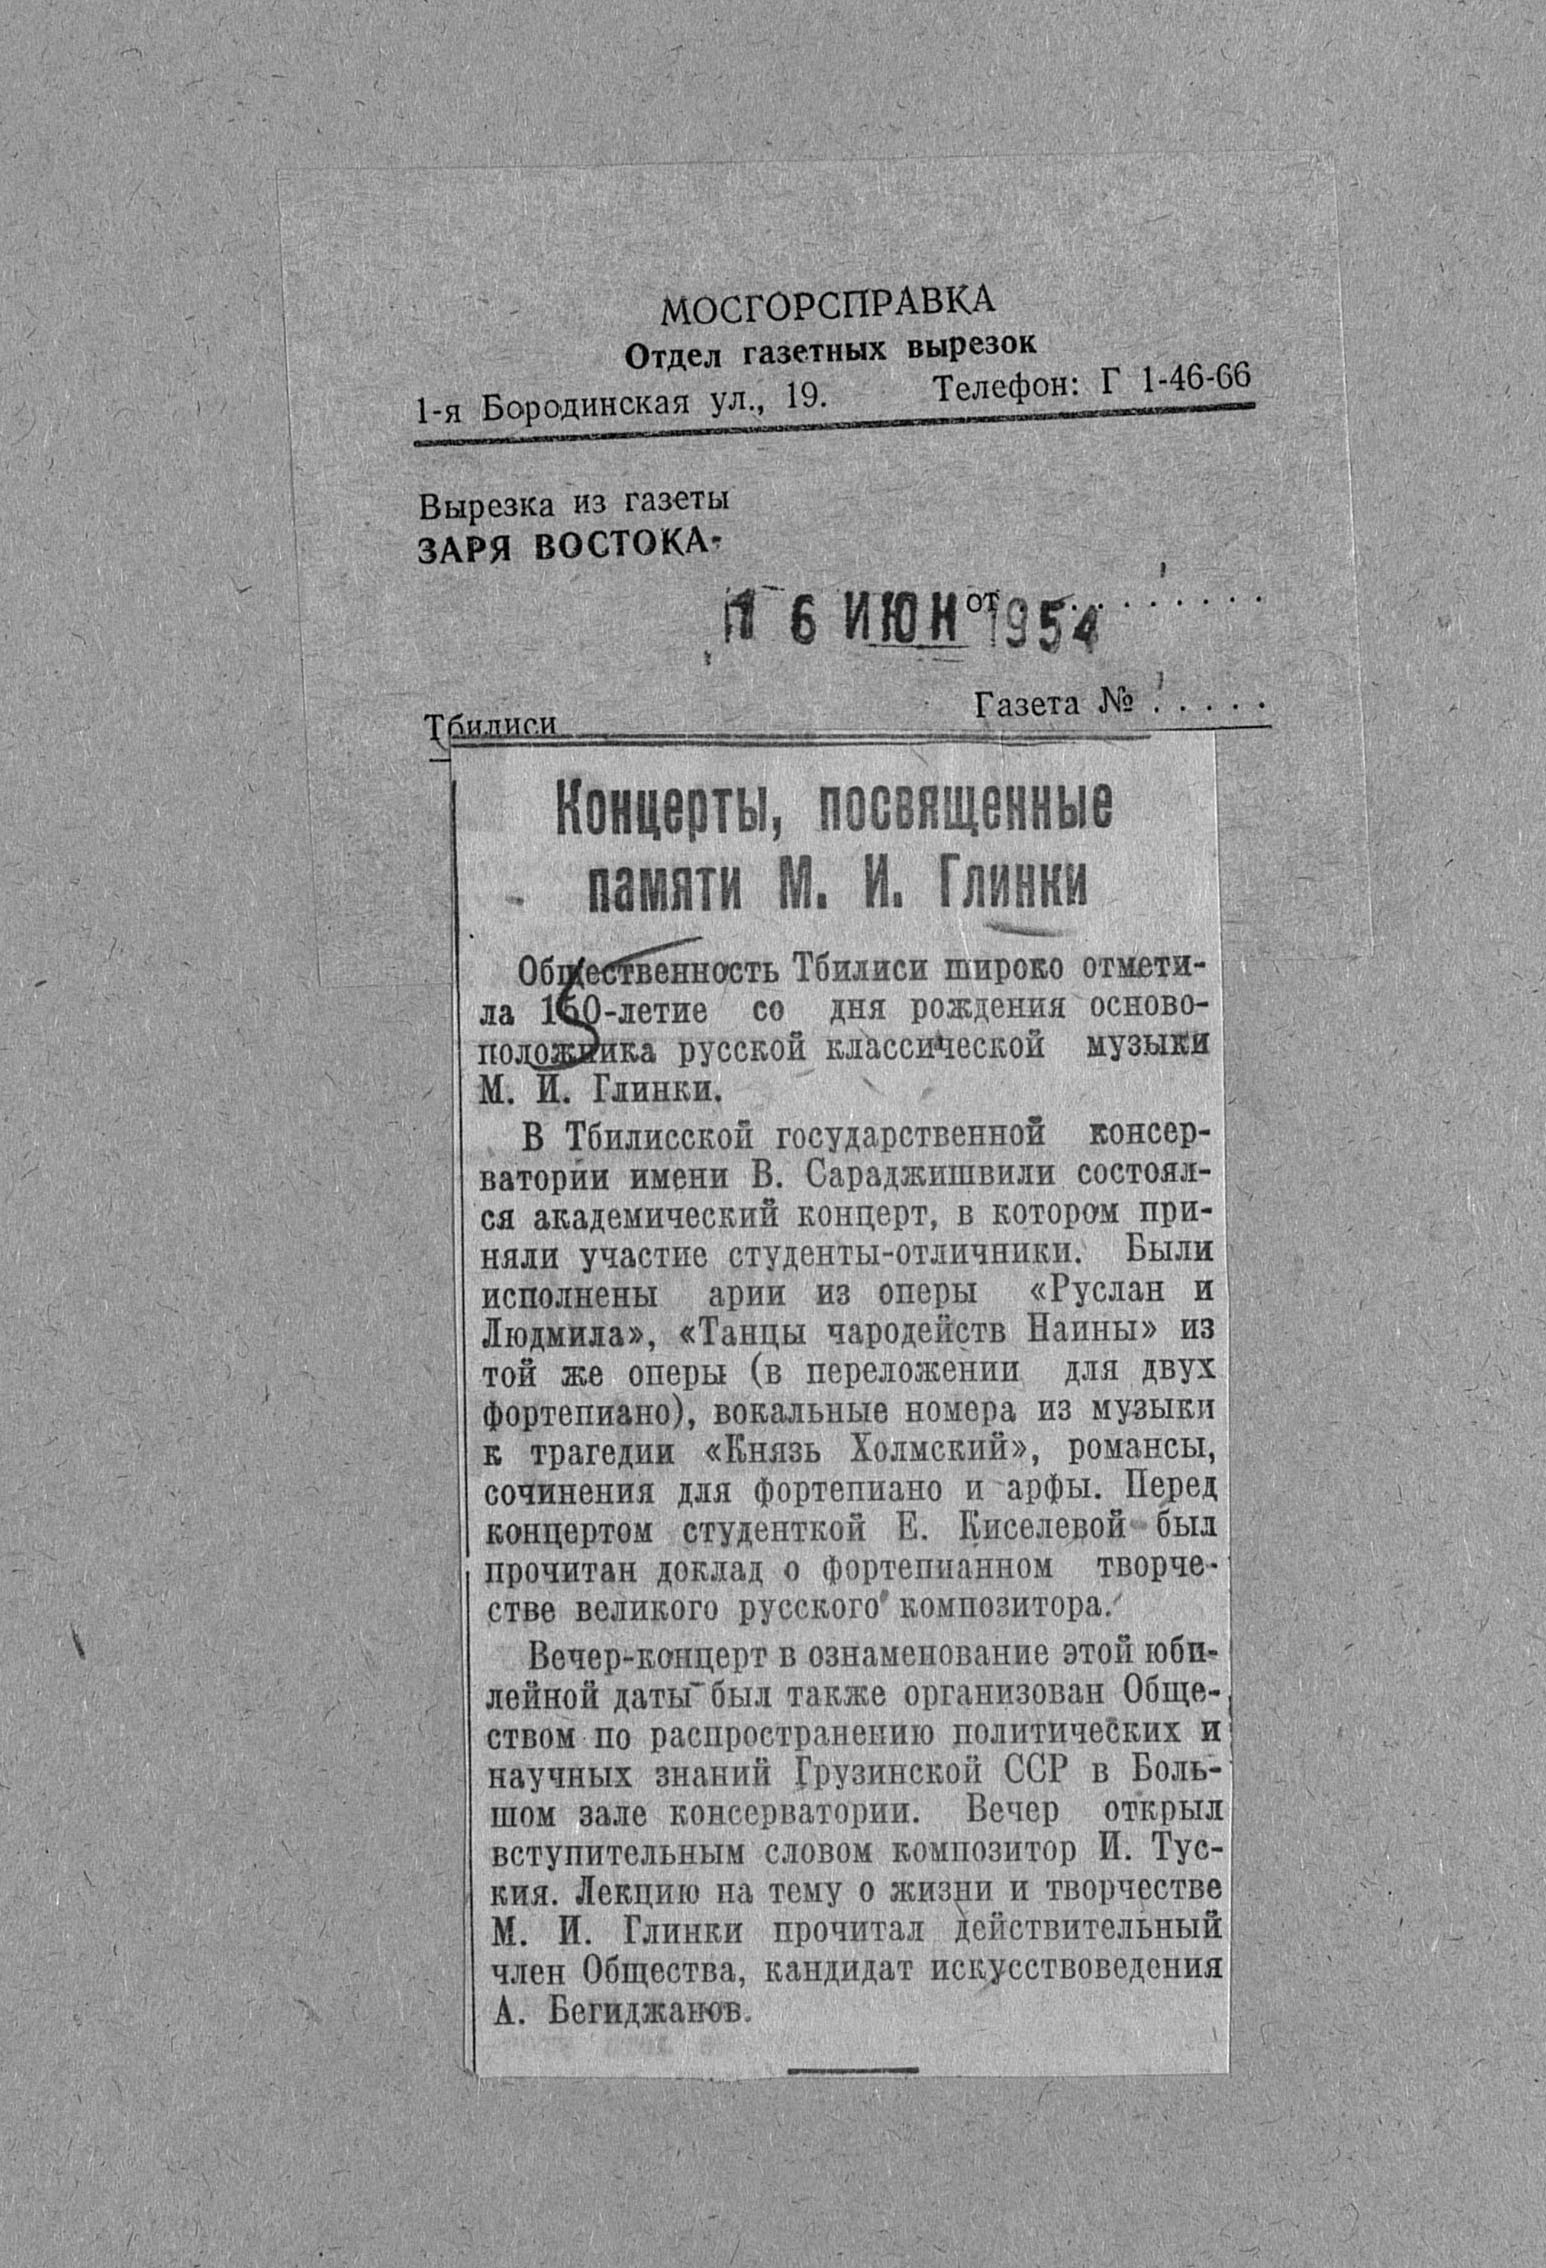 МОСГОРСПРАВКА
Отдел газетных вырезок
1-я Бородинская ул., 19. Телефон: Г 1-46-66
Вырезка из газеты
ЗАРЯ ВОСТОКА
от . . . . . . . . .
16 ИЮН 1954
Тбилиси Газета № . . . . . .
Концерты, посвященные
памяти М. И. Глинки
Общественность Тбилиси широко отмети-
ла 150-летие со дня рождения осново-
положника русской классической музыки
М. И. Глинки.
В Тбилисской государственной консер-
ватории имени В. Сараджишвили состоял-
ся академический концерт, в котором при-
няли участие студенты-отличники. Были
исполнены арии из оперы «Руслан и
Людмила», «Танцы чародейств Наины» из
той же оперы (в переложении для двух
фортепиано), вокальные номера из музыки
к трагедии «Князь Холмский», романсы,
сочинения для фортепиано и арфы. Перед
концертом студенткой Е. Киселевой был
прочитан доклад о фортепианном творче-
стве великого русского композитора.
Вечер-концерт в ознаменование этой юби-
лейной даты был также организован Обще-
ством по распространению политических и
научных знаний Грузинской ССР в Боль-
шом зале консерватории. Вечер открыл
вступительным словом композитор И. Тус-
кия. Лекцию на тему о жизни и творчестве
М. И. Глинки прочитал действительный
член Общества, кандидат искусствоведения
А. Бегиджанов.